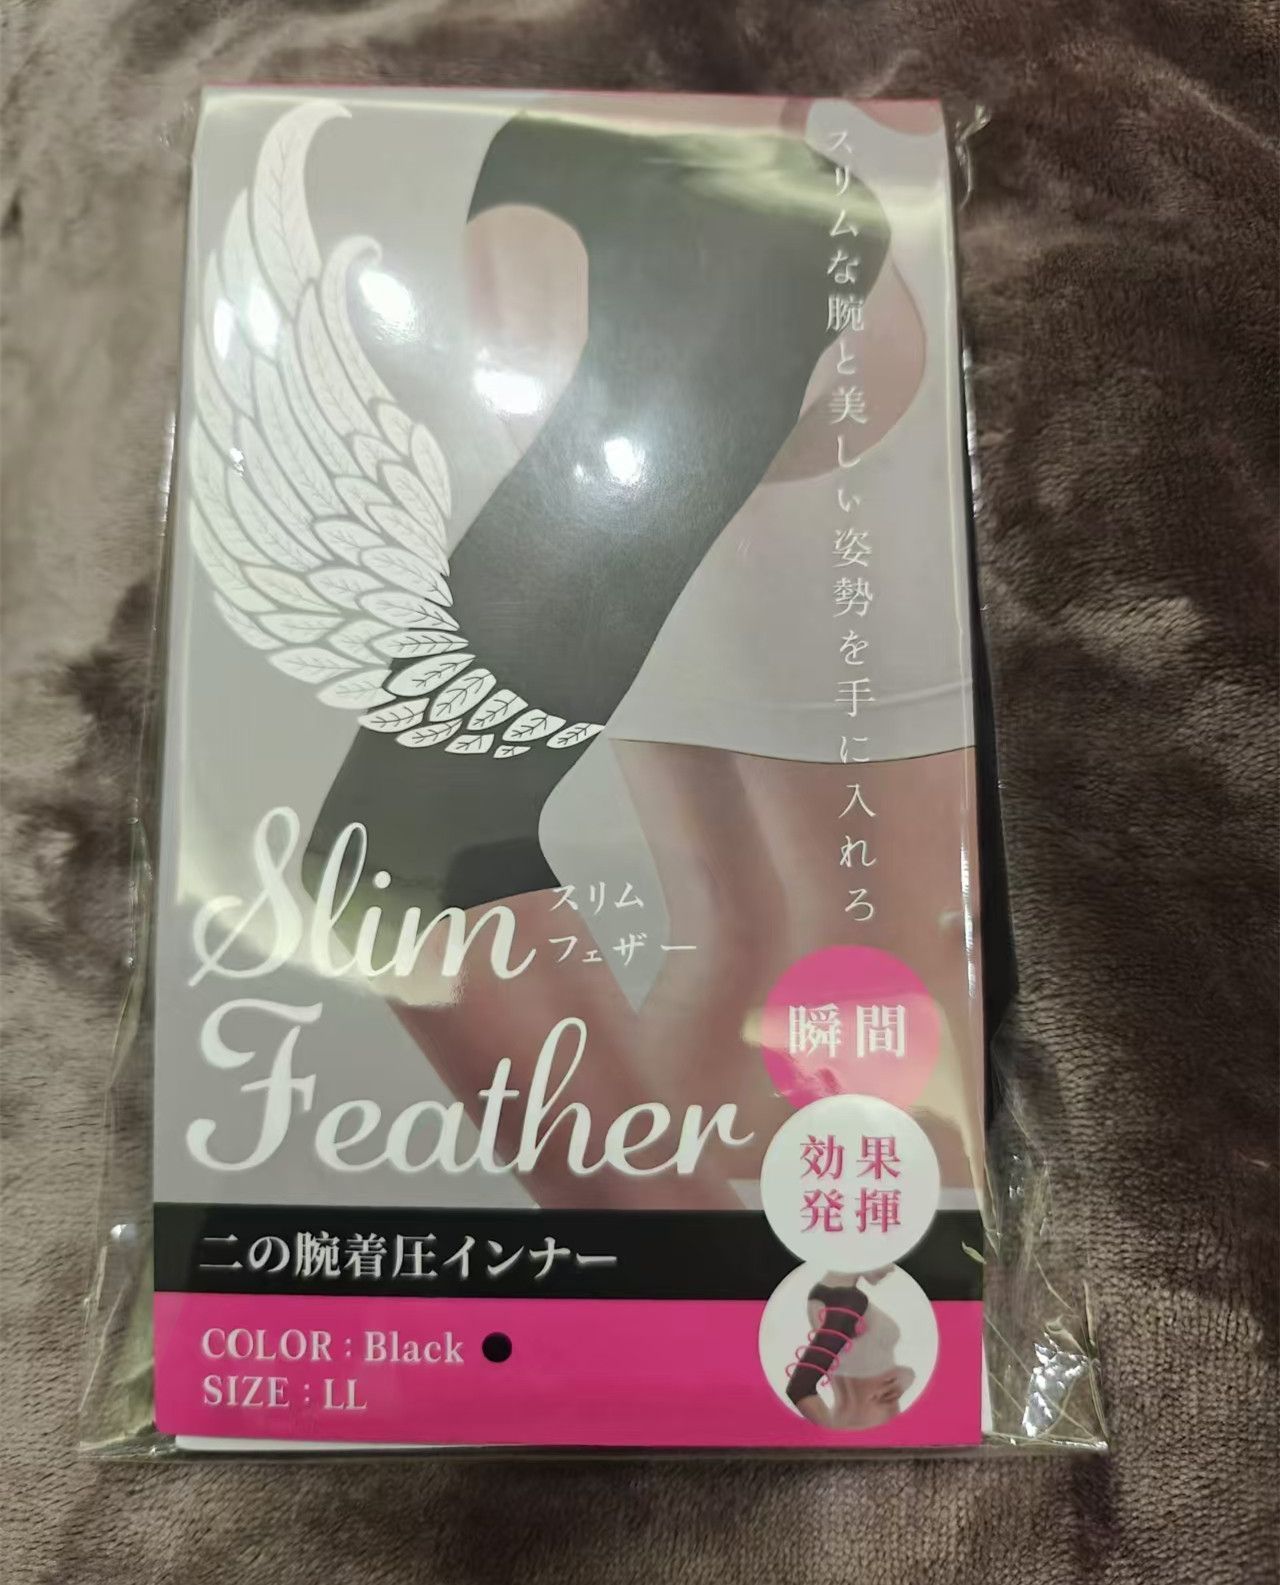 スリムな腕と美しい姿勢を手に入れろ
Slim
スリム
フェザー
Feather
瞬間
効果
発揮
二の腕着圧インナー
COLOR : Black
SIZE : LL